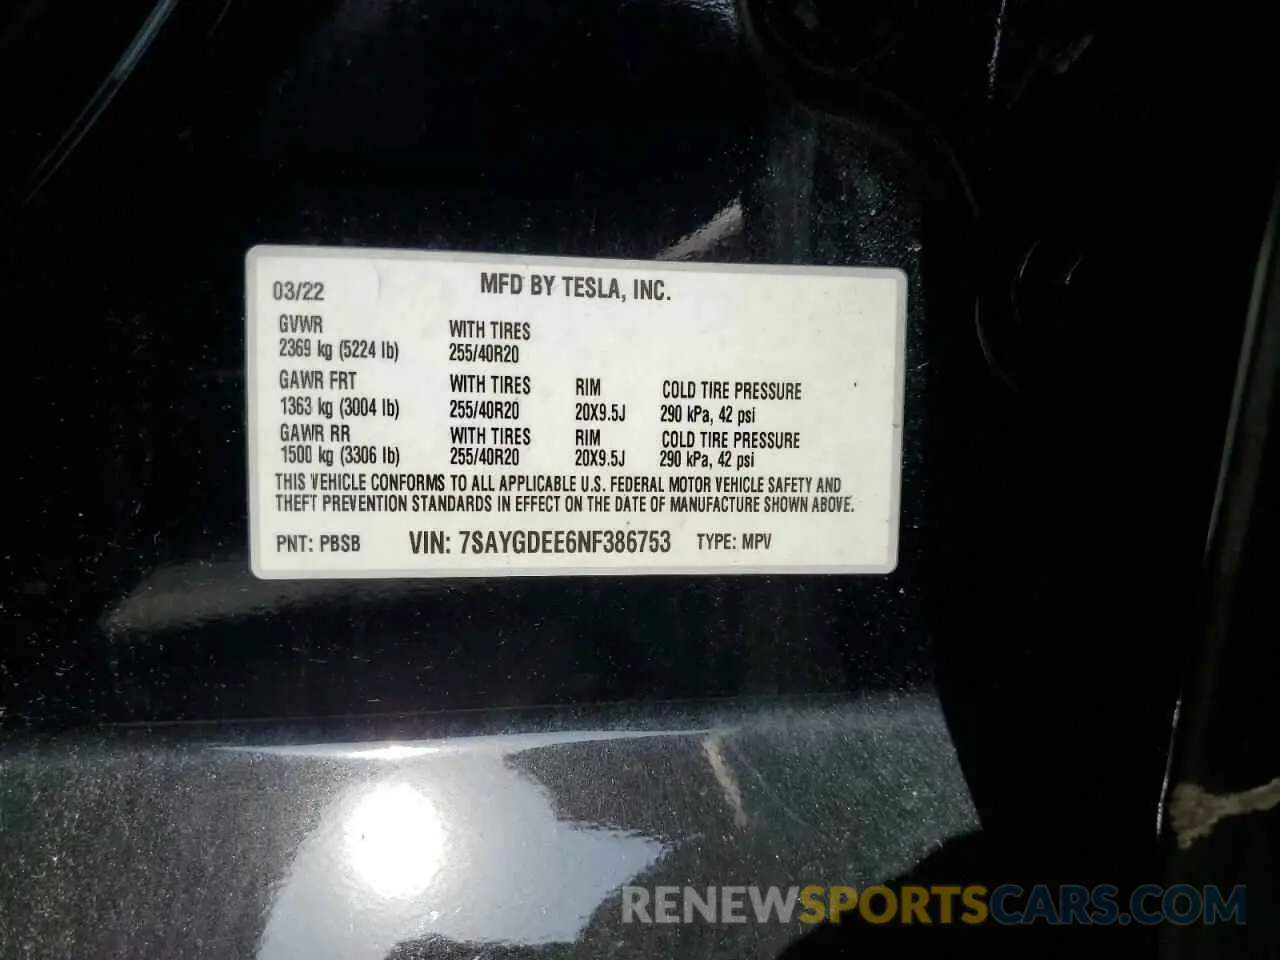 03/22 MFD BY TESLA, INC.
GVWR WITH TIRES
2369 kg (5224 lb) 255/40R20
GAWR FRT WITH TIRES RIM COLD TIRE PRESSURE
1363 kg (3004 lb) 255/40R20 20X9.5J 290 kPa, 42 psi
GAWR RR WITH TIRES RIM COLD TIRE PRESSURE
1500 kg (3306 lb) 255/40R20 20X9.5J 290 kPa, 42 psi
THIS VEHICLE CONFORMS TO ALL APPLICABLE U.S. FEDERAL MOTOR VEHICLE SAFETY AND
THEFT PREVENTION STANDARDS IN EFFECT ON THE DATE OF MANUFACTURE SHOWN ABOVE.
PNT: PBSB VIN: 7SAYGDEE6NF386753 TYPE: MPV
RENEWSPORTSCARS.COM